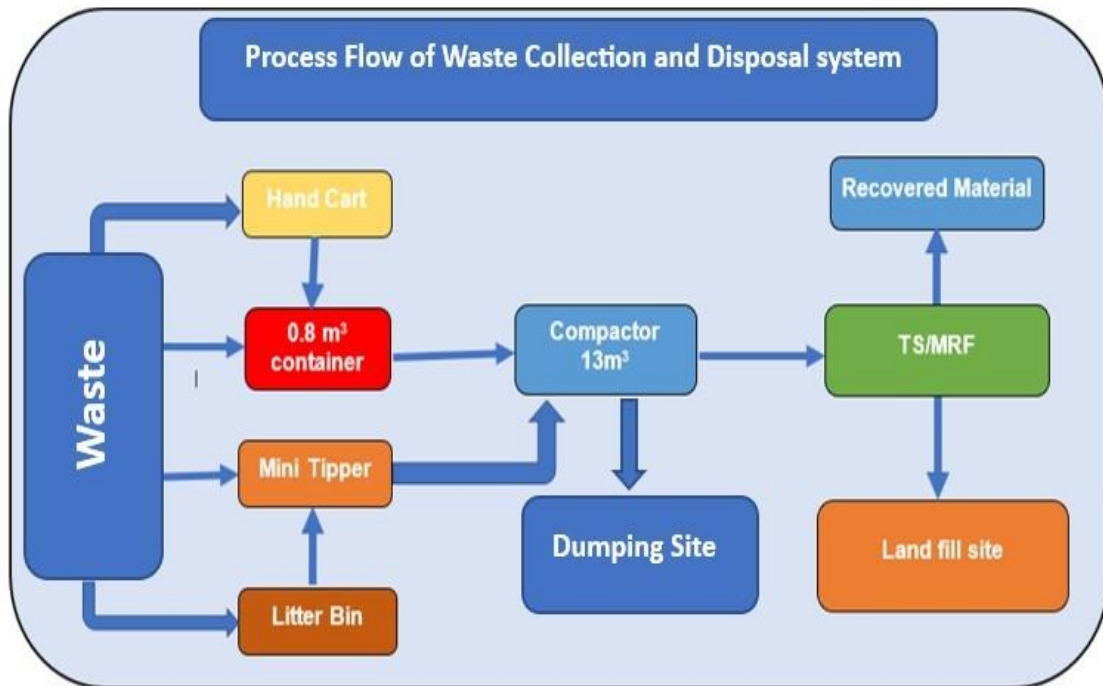 Process Flow of Waste Collection and Disposal system
Hand Cart
Recovered Material
Waste
0.8 m³
container
Compactor
13m³
TS/MRF
Mini Tipper
Dumping Site
Land fill site
Litter Bin